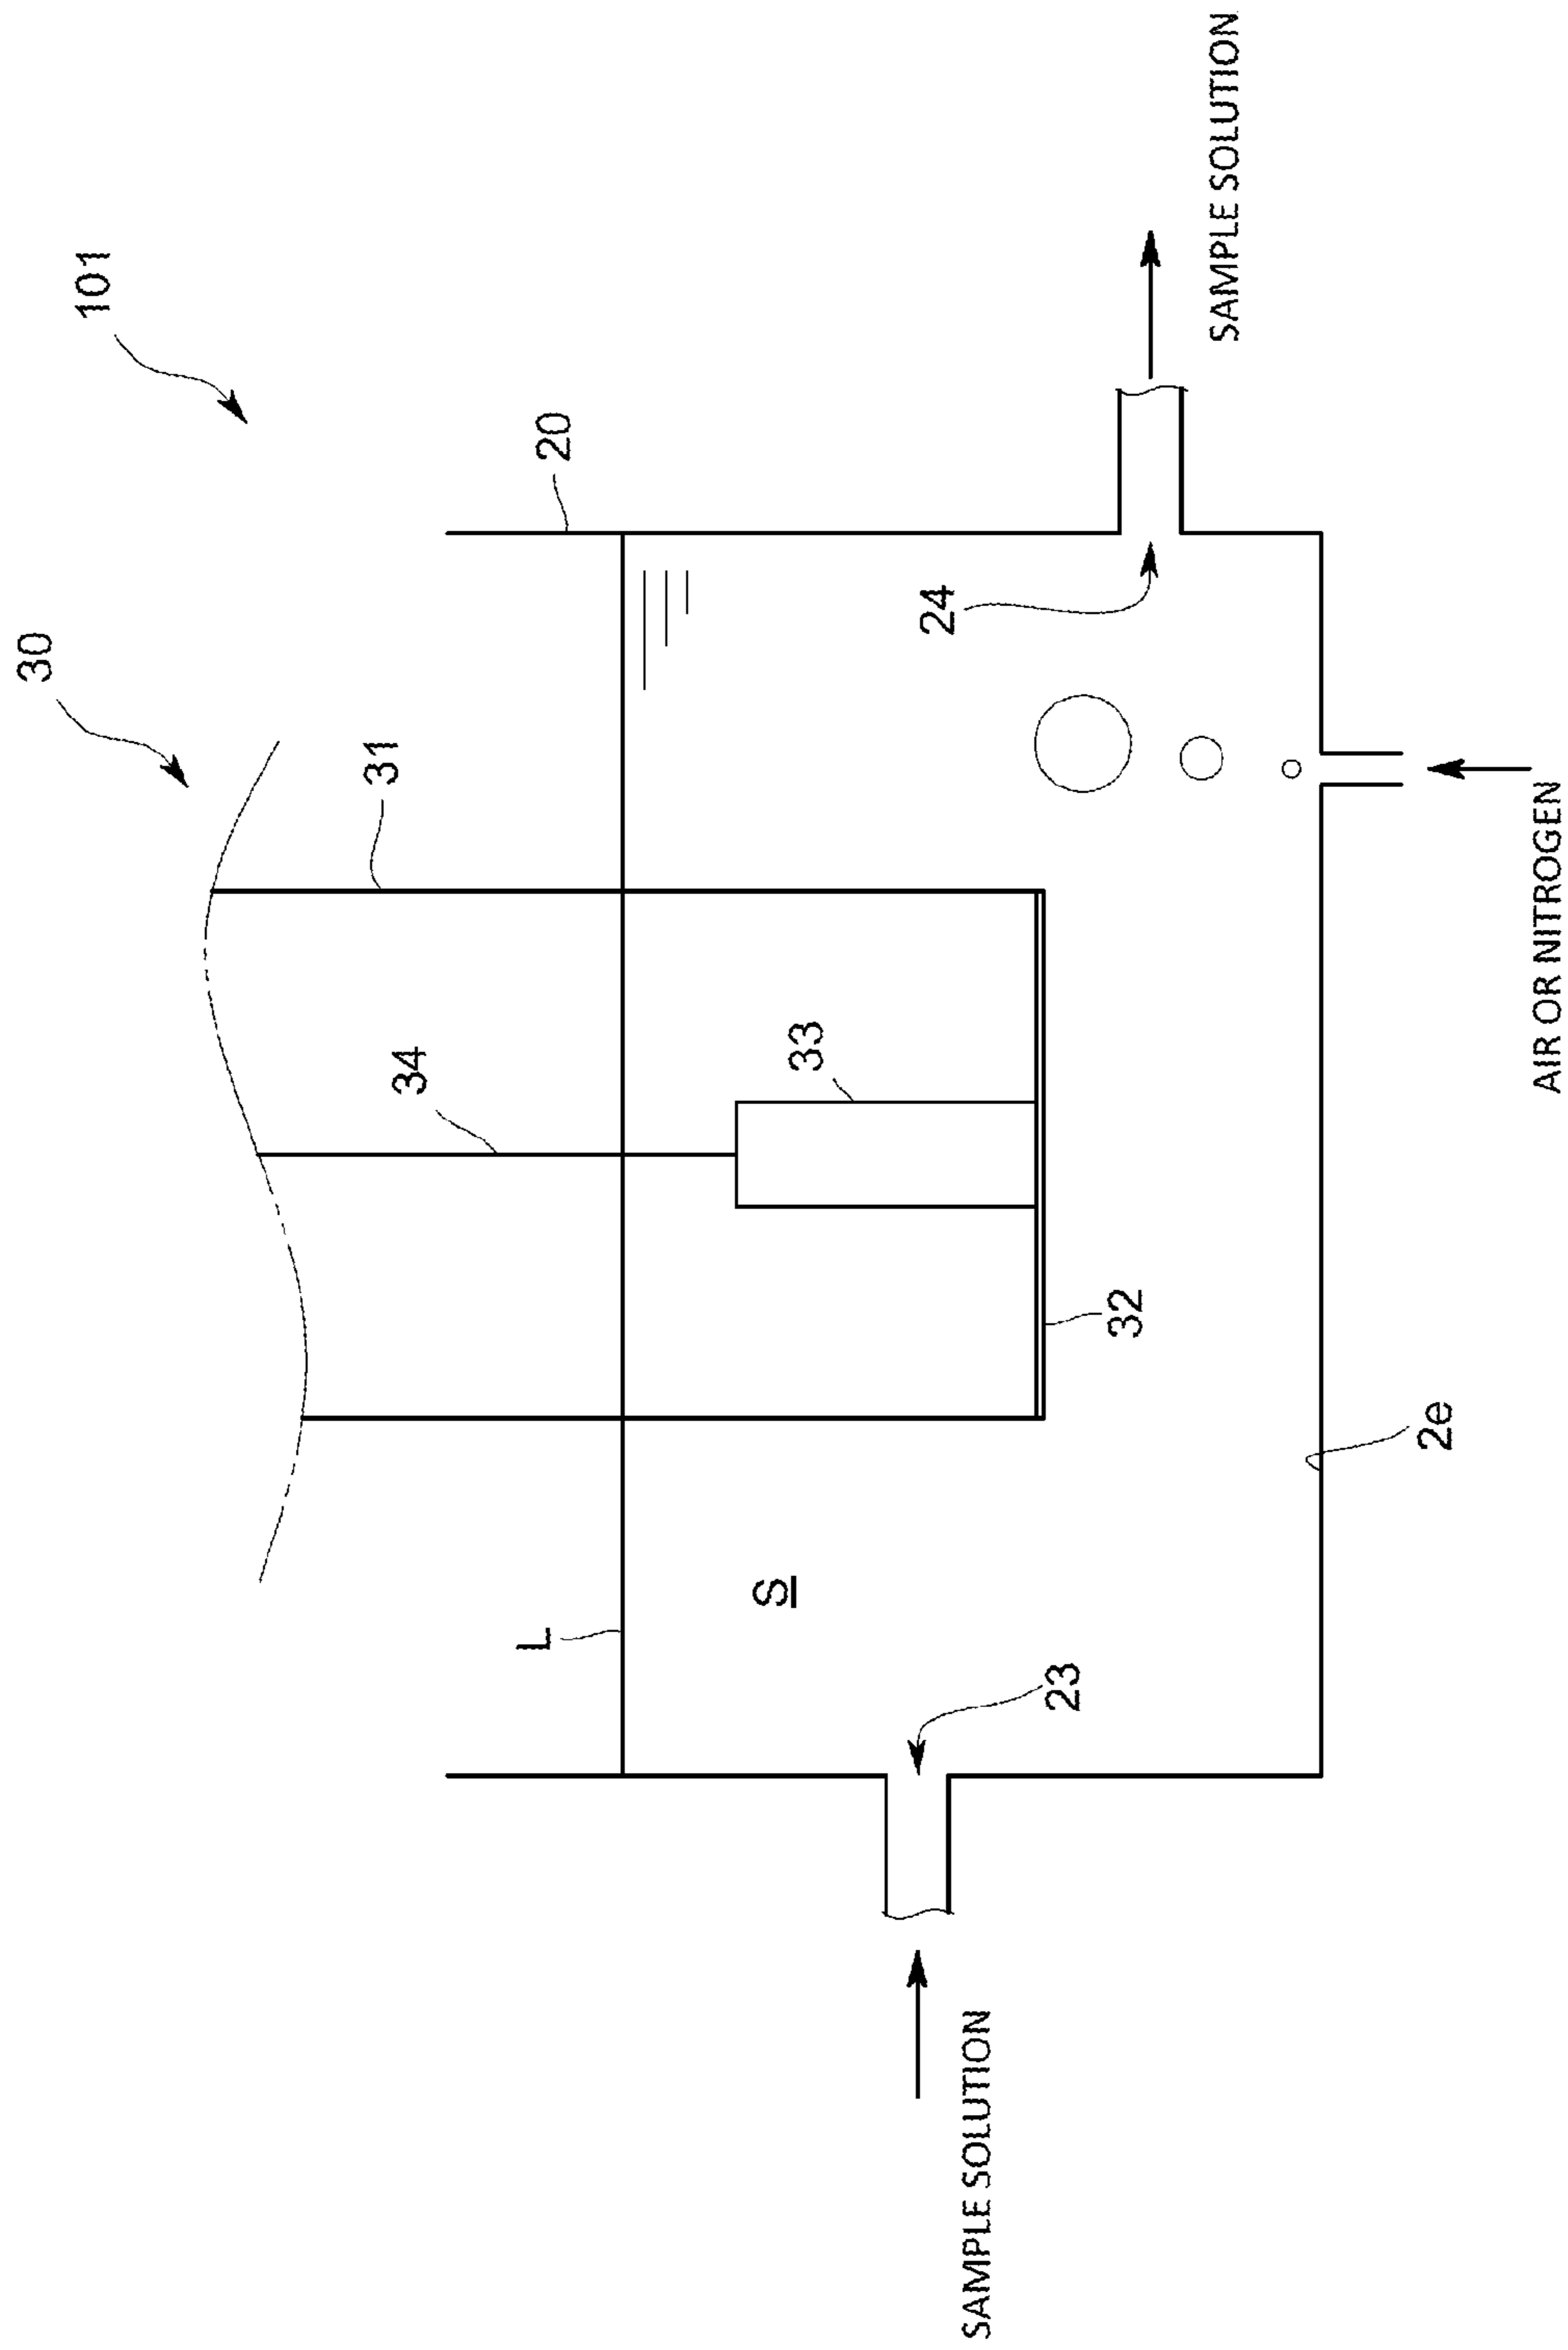 101
30
20
31
34
33
L
S
24
23
32
2e
SAMPLE SOLUTION
SAMPLE SOLUTION
AIR OR NITROGEN